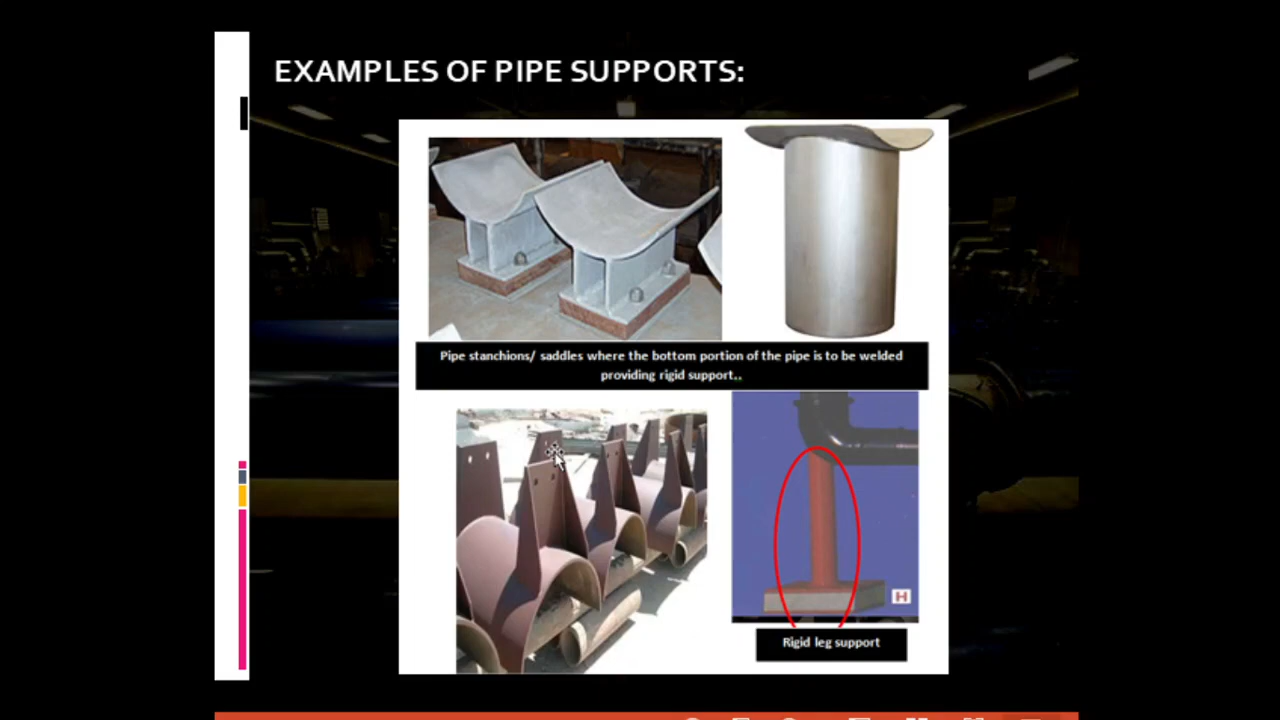 EXAMPLES OF PIPE SUPPORTS:
Pipe stanchions/ saddles where the bottom portion of the pipe is to be welded
providing rigid support..
H
Rigid leg support